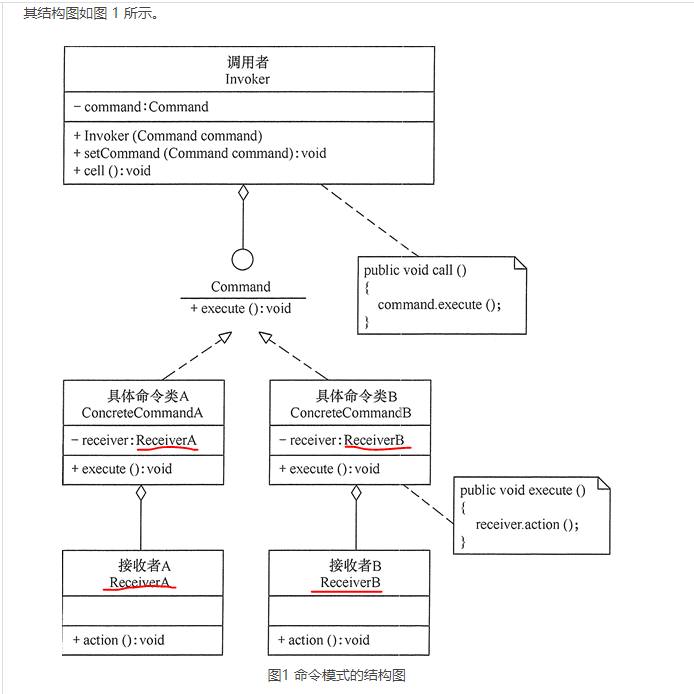 其结构图如图 1 所示。
调用者
Invoker
− command:Command
+ Invoker (Command command)
+ setCommand (Command command):void
+ cell ():void
public void call ()
{
command.execute ();
}
Command
+ execute ():void
具体命令类A
ConcreteCommandA
− receiver:ReceiverA
+ execute ():void
具体命令类B
ConcreteCommandB
− receiver:ReceiverB
+ execute ():void
public void execute ()
{
receiver.action ();
}
接收者A
ReceiverA
+ action ():void
接收者B
ReceiverB
+ action ():void
图1 命令模式的结构图